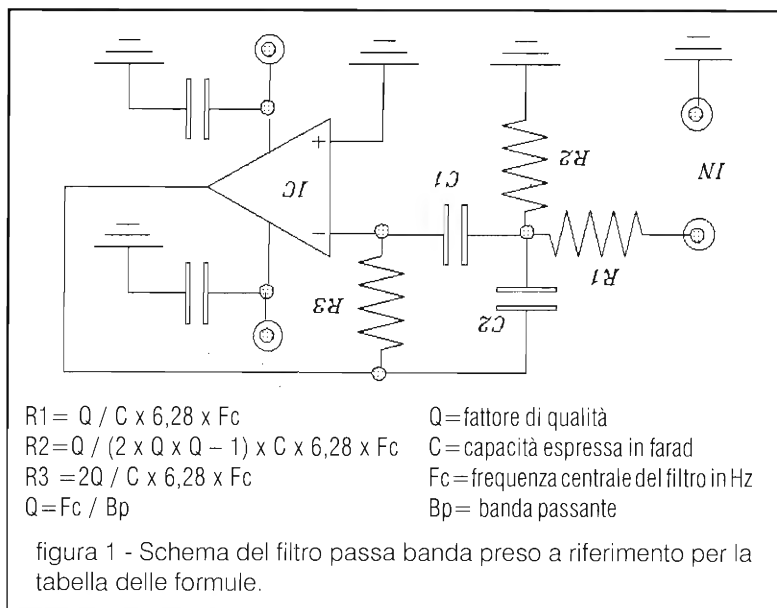 IN
R2
C1
R1
IC
+
−
R3
C2
R1= Q / C x 6,28 x Fc
R2=Q / (2 x Q x Q – 1) x C x 6,28 x Fc
R3 =2Q / C x 6,28 x Fc
Q=Fc / Bp
Q=fattore di qualità
C=capacità espressa in farad
Fc=frequenza centrale del filtro in Hz
Bp= banda passante
figura 1 - Schema del filtro passa banda preso a riferimento per la
tabella delle formule.